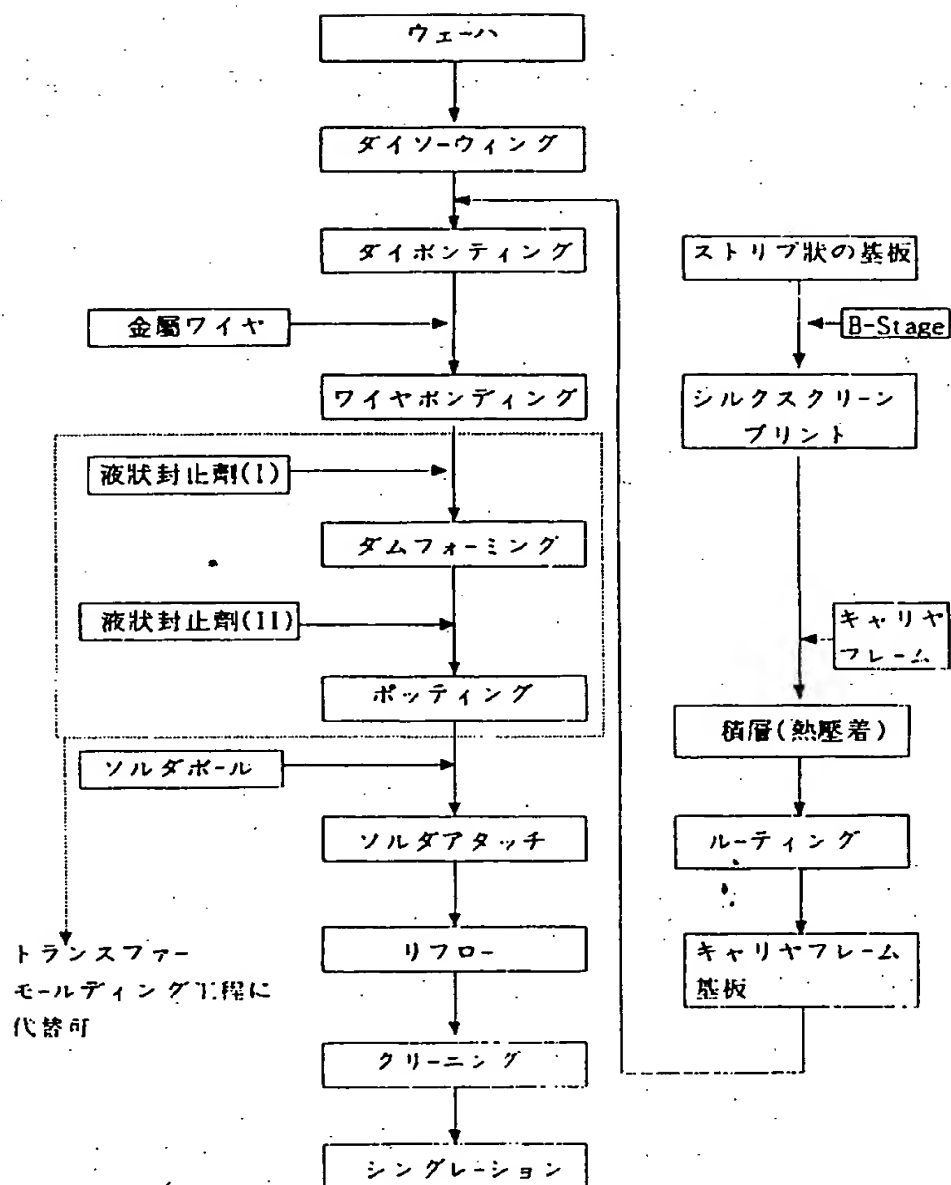 ウェーハ
ダイソーウィング
ダイボンティング
ストリブ狀の基板
金屬ワイヤ
B-Stage
ワイヤボンディング
シルクスクリーン
プリント
液狀封止劑(I)
ダムフォーミング
液狀封止劑(II)
キャリヤ
フレーム
ポッティング
積層(熱壓着)
ソルダボール
ソルダアタッチ
ルーティング
リフロー
キャリヤフレーム
基板
トランスファー
モールディング工程に
代替可
クリーニング
シングレーション